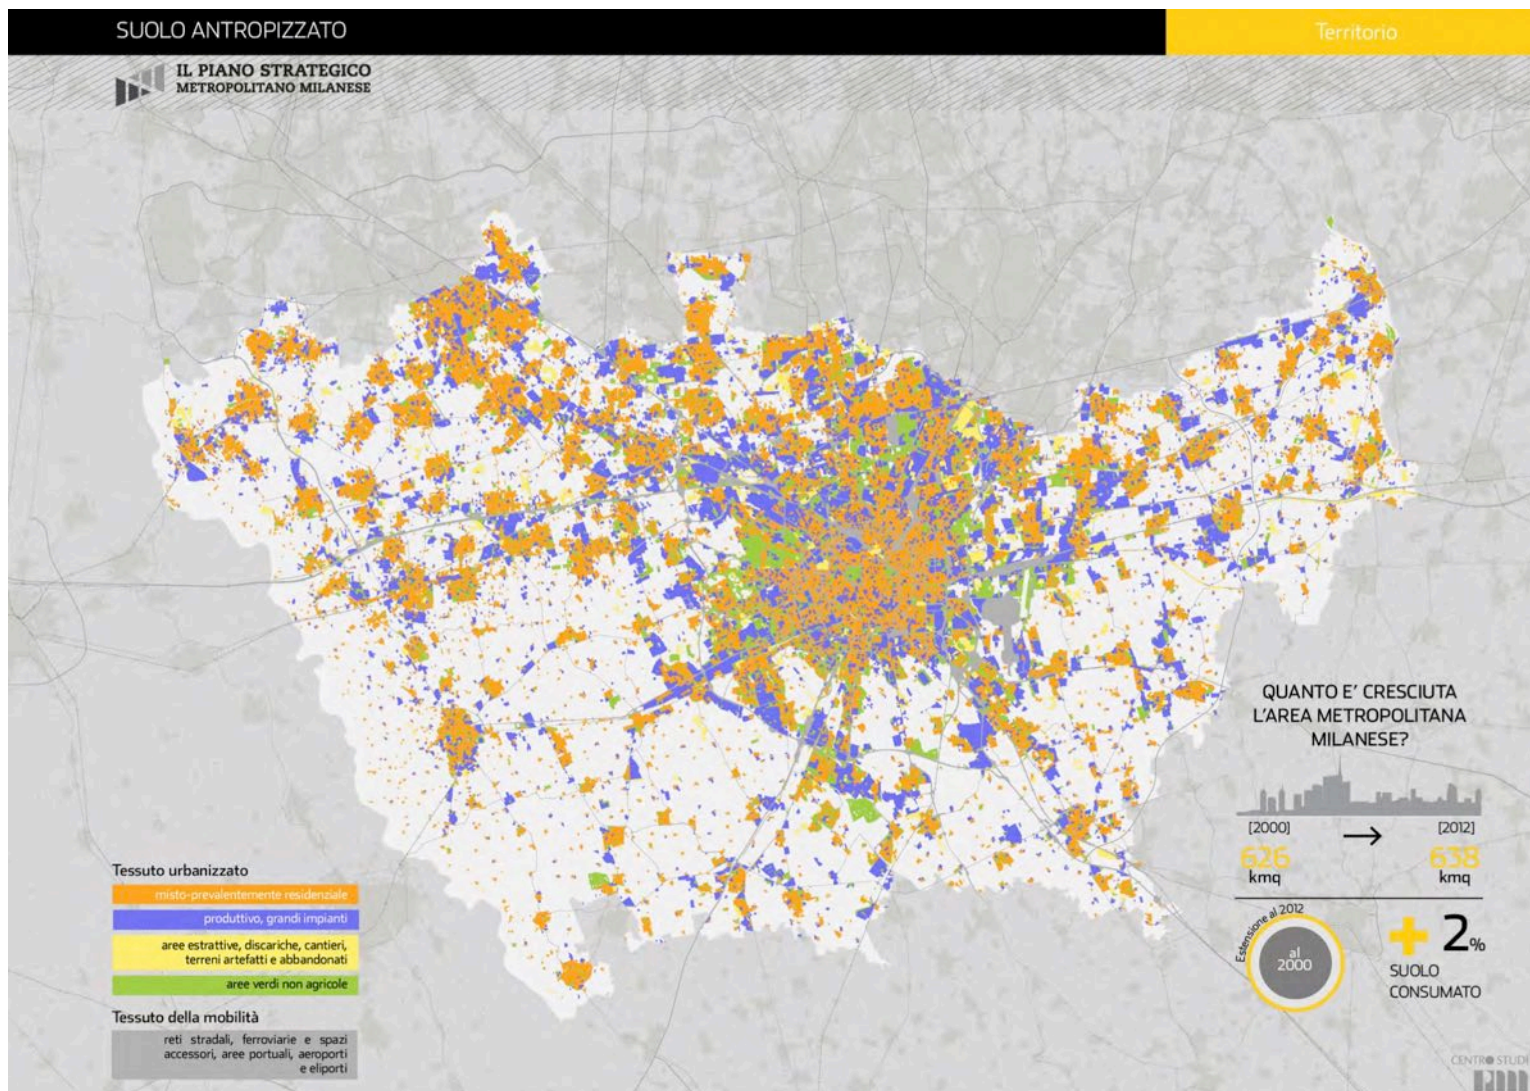 SUOLO ANTROPIZZATO
Territorio
IL PIANO STRATEGICO
METROPOLITANO MILANESE
QUANTO E' CRESCIUTA
L'AREA METROPOLITANA
MILANESE?
[2000]
[2012]
626
kmq
638
kmq
Estensione al 2012
al
2000
+ 2%
SUOLO
CONSUMATO
Tessuto urbanizzato
misto-prevalentemente residenziale
produttivo, grandi impianti
aree estrattive, discariche, cantieri,
terreni artefatti e abbandonati
aree verdi non agricole
Tessuto della mobilità
reti stradali, ferroviarie e spazi
accessori, aree portuali, aeroporti
e eliporti
CENTRO STUDI